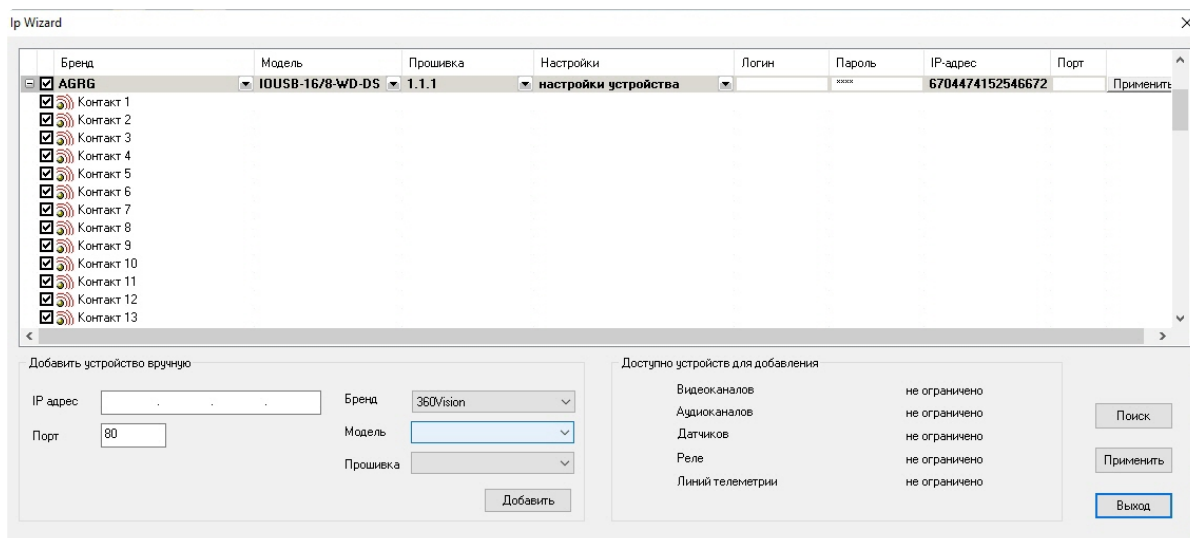 Ip Wizard
Бренд Модель Прошивка Настройки Логин Пароль IP-адрес Порт
AGRG IOUSB-16/8-WD-DS 1.1.1 настройки устройства xxxx 6704474152546672 Применить
Контакт 1
Контакт 2
Контакт 3
Контакт 4
Контакт 5
Контакт 6
Контакт 7
Контакт 8
Контакт 9
Контакт 10
Контакт 11
Контакт 12
Контакт 13
Добавить устройство вручную
IP адрес . . .
Порт 80
Бренд 360Vision
Модель
Прошивка
Добавить
Доступно устройств для добавления
Видеоканалов не ограничено
Аудиоканалов не ограничено
Датчиков не ограничено
Реле не ограничено
Линий телеметрии не ограничено
Поиск
Применить
Выход